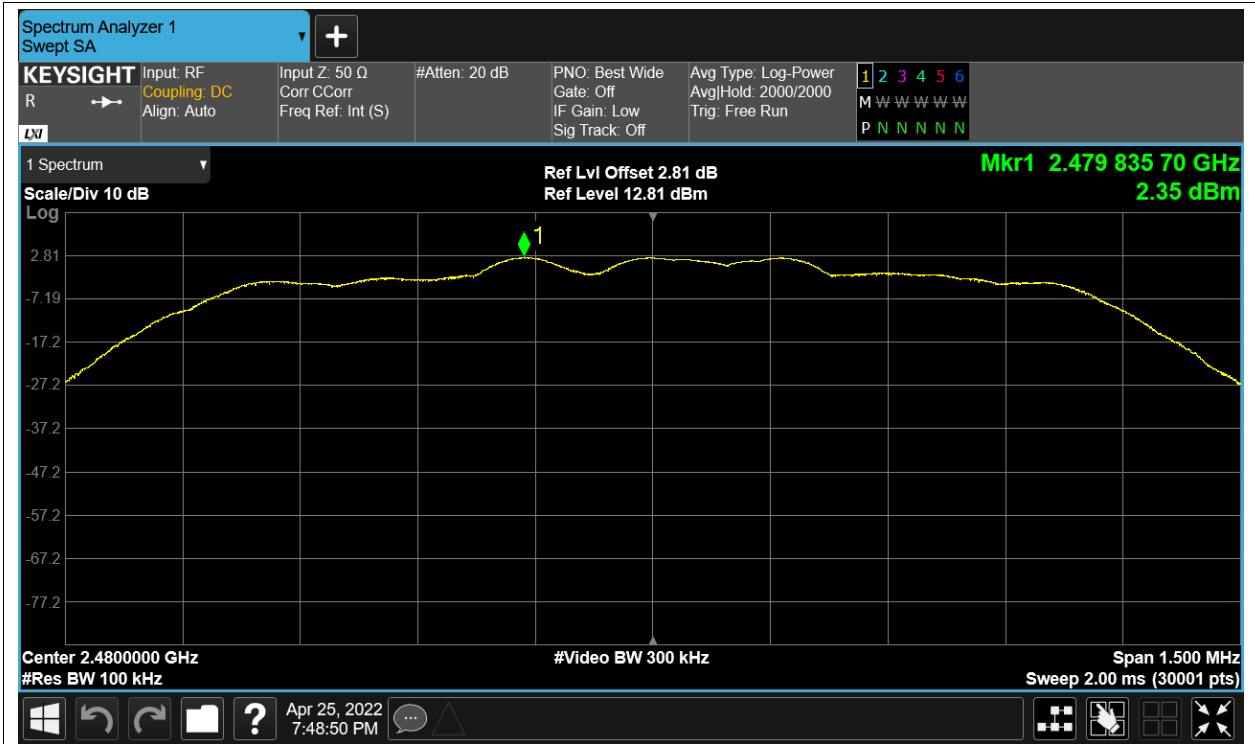 Spectrum Analyzer 1
Swept SA
KEYSIGHT
R
LXI
Input: RF
Coupling: DC
Align: Auto
Input Z: 50 Ω
Corr CCorr
Freq Ref: Int (S)
#Atten: 20 dB
PNO: Best Wide
Gate: Off
IF Gain: Low
Sig Track: Off
Avg Type: Log-Power
Avg|Hold: 2000/2000
Trig: Free Run
1 2 3 4 5 6
M W W W W W
P N N N N N
1 Spectrum
Scale/Div 10 dB
Log
Ref Lvl Offset 2.81 dB
Ref Level 12.81 dBm
Mkr1 2.479 835 70 GHz
2.35 dBm
1
2.81
-7.19
-17.2
-27.2
-37.2
-47.2
-57.2
-67.2
-77.2
Center 2.4800000 GHz
#Res BW 100 kHz
#Video BW 300 kHz
Span 1.500 MHz
Sweep 2.00 ms (30001 pts)
?
Apr 25, 2022
7:48:50 PM